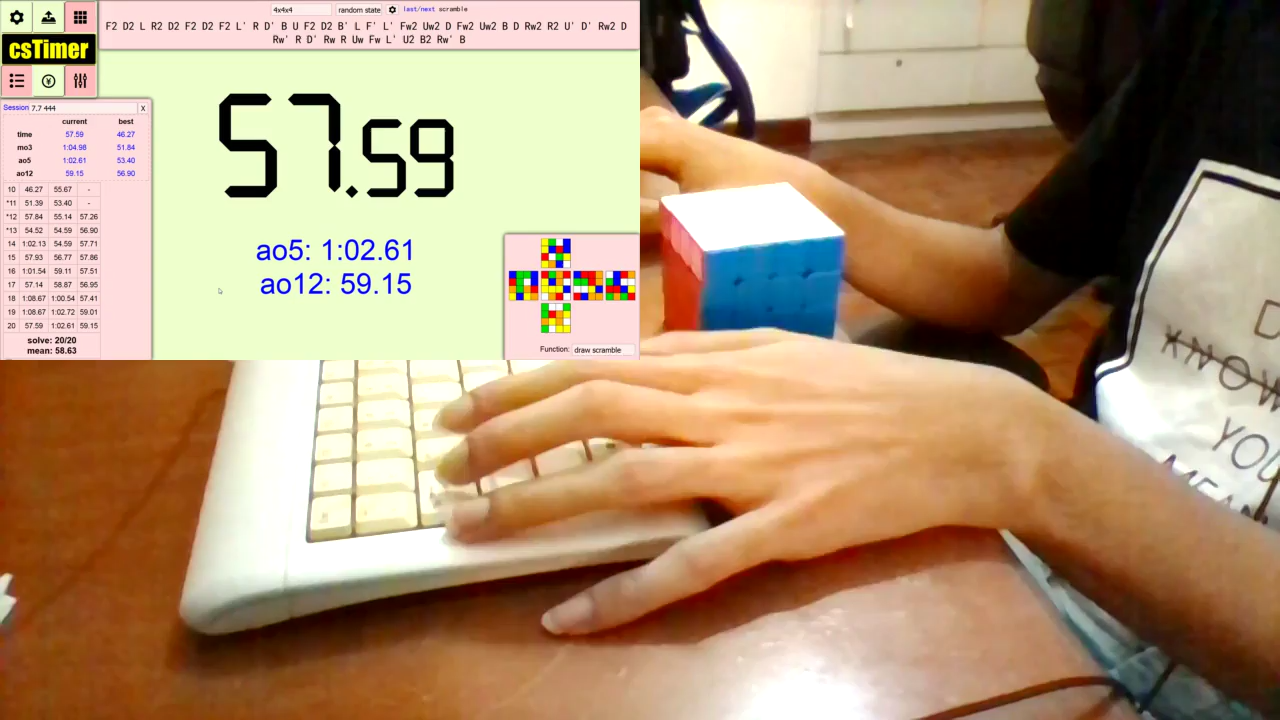 4x4x4 random state last/next scramble
F2 D2 L R2 D2 F2 D2 F2 L' R D' B U F2 D2 B' L F' L' Fw2 Uw2 D Fw2 Uw2 B D Rw2 R2 U' D' Rw2 D
Rw' R D' Rw R Uw Fw L' U2 B2 Rw' B
csTimer
Session 7.7 444 X
current best
time 57.59 46.27
mo3 1:04.98 51.84
ao5 1:02.61 53.40
ao12 59.15 56.90
10 46.27 55.67 -
*11 51.39 53.40 -
*12 57.84 55.14 57.26
*13 54.52 54.59 56.90
14 1:02.13 54.59 57.71
15 57.93 56.77 57.86
16 1:01.54 59.11 57.51
17 57.14 58.87 56.95
18 1:08.67 1:00.54 57.41
19 1:08.67 1:02.72 59.01
20 57.59 1:02.61 59.15
solve: 20/20
mean: 58.63
57.59
ao5: 1:02.61
ao12: 59.15
Function: draw scramble
D
KNOW
YOU
MEAN